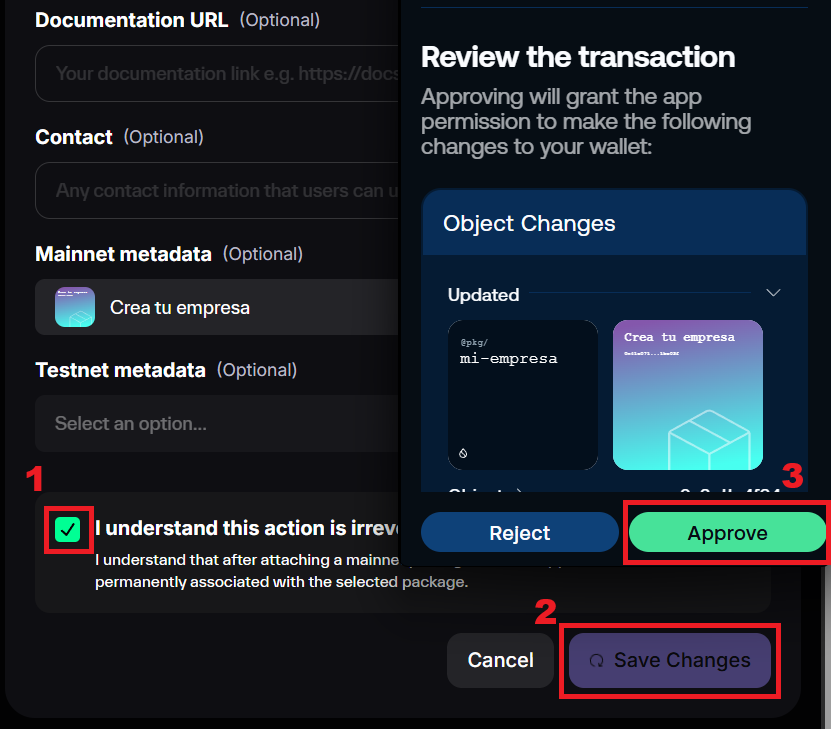 Documentation URL (Optional)
Your documentation link e.g. https://docs
Contact (Optional)
Any contact information that users can u
Mainnet metadata (Optional)
Crea tu empresa
Testnet metadata (Optional)
Select an option...
1
I understand this action is irreve
I understand that after attaching a mainne
permanently associated with the selected package.
2
Cancel
Save Changes
Review the transaction
Approving will grant the app
permission to make the following
changes to your wallet:
Object Changes
Updated
@pkg/
mi-empresa
Crea tu empresa
3
Reject
Approve